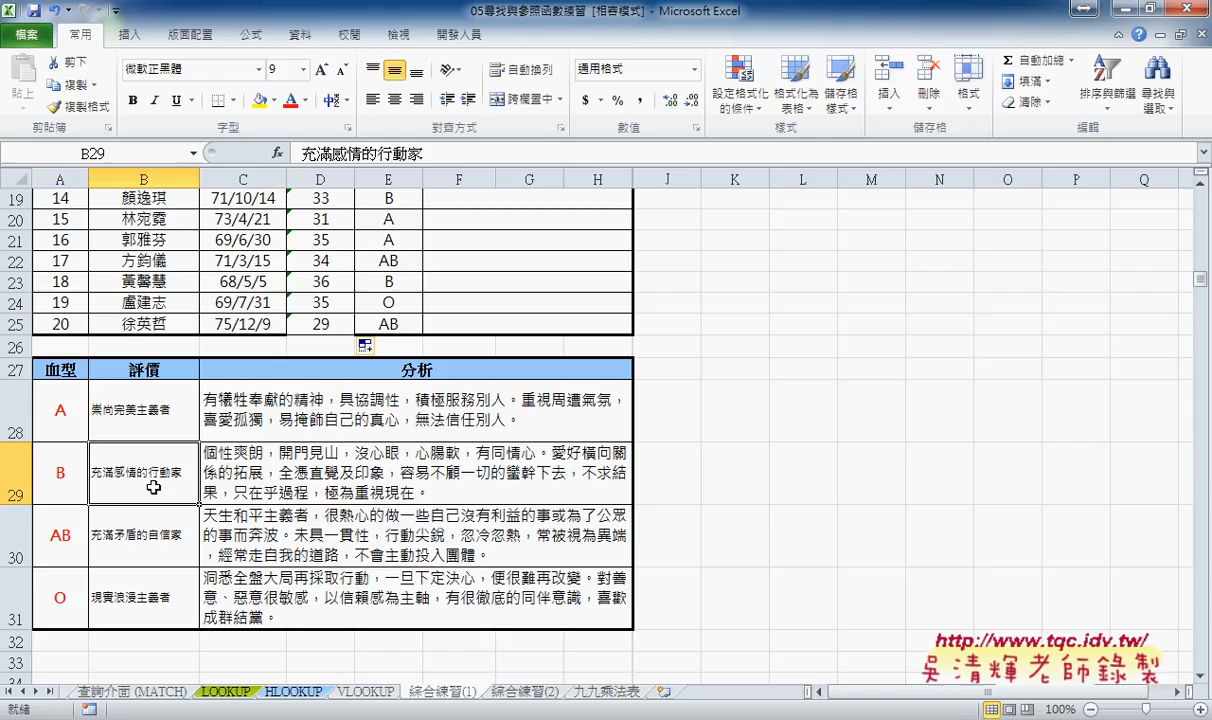 05尋找與參照函數練習 [相容模式] - Microsoft Excel
檔案 常用 插入 版面配置 公式 資料 校閱 檢視 開發人員
貼上 剪下 複製 複製格式
微軟正黑體 9
自動換列 跨欄置中
通用格式
設定格式化的條件 格式化為表格 儲存格樣式
插入 刪除 格式
自動加總 填滿 清除
排序與篩選 尋找與選取
剪貼簿 字型 對齊方式 數值 樣式 儲存格 編輯
B29 fx 充滿感情的行動家
A B C D E F G H J K L M N O P Q
19 14 顏逸琪 71/10/14 33 B
20 15 林宛霓 73/4/21 31 A
21 16 郭雅芬 69/6/30 35 A
22 17 方鈞儀 71/3/15 34 AB
23 18 黃馨慧 68/5/5 36 B
24 19 盧建志 69/7/31 35 O
25 20 徐英哲 75/12/9 29 AB
26
27 血型 評價 分析
28 A 崇尚完美主義者
有犧牲奉獻的精神，具協調性，積極服務別人。重視周遭氣氛，
喜愛孤獨，易掩飾自己的真心，無法信任別人。
29 B 充滿感情的行動家
個性爽朗，開門見山，沒心眼，心腸軟，有同情心。愛好橫向關
係的拓展，全憑直覺及印象，容易不顧一切的蠻幹下去，不求結
果，只在乎過程，極為重視現在。
30 AB 充滿矛盾的自信家
天生和平主義者，很熱心的做一些自己沒有利益的事或為了公眾
的事而奔波。未具一貫性，行動尖銳，忽冷忽熱，常被視為異端
，經常走自我的道路，不會主動投入團體。
31 O 現實浪漫主義者
洞悉全盤大局再採取行動，一旦下定決心，便很難再改變。對善
意、惡意很敏感，以信賴感為主軸，有很徹底的同伴意識，喜歡
成群結黨。
32
33
34
http://www.tqc.idv.tw/
吳清輝老師錄製
查詢介面 (MATCH) LOOKUP HLOOKUP VLOOKUP 綜合練習(1) 綜合練習(2) 九九乘法表
就緒 100%